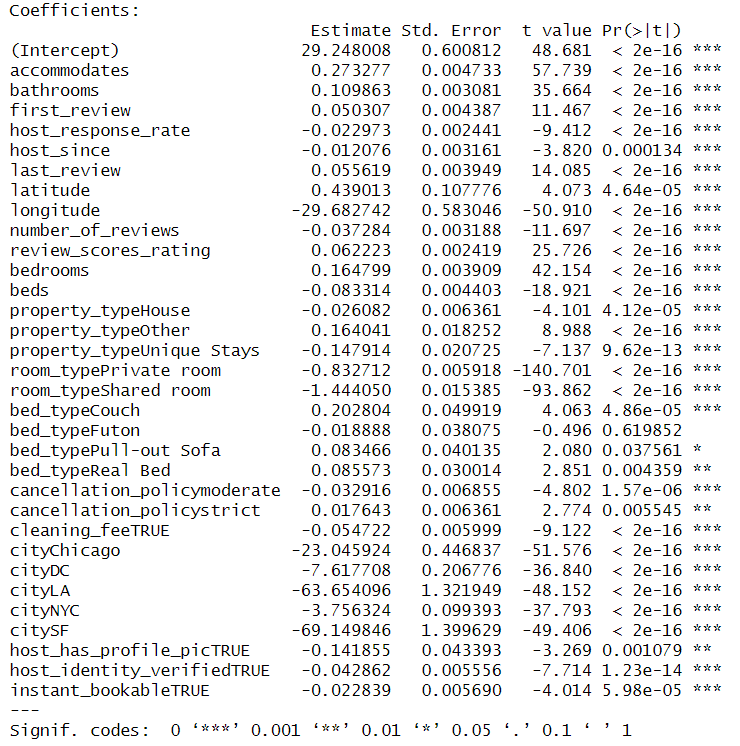 Coefficients:
Estimate Std. Error t value Pr(>|t|)
(Intercept) 29.248008 0.600812 48.681 < 2e-16 ***
accommodates 0.273277 0.004733 57.739 < 2e-16 ***
bathrooms 0.109863 0.003081 35.664 < 2e-16 ***
first_review 0.050307 0.004387 11.467 < 2e-16 ***
host_response_rate -0.022973 0.002441 -9.412 < 2e-16 ***
host_since -0.012076 0.003161 -3.820 0.000134 ***
last_review 0.055619 0.003949 14.085 < 2e-16 ***
latitude 0.439013 0.107776 4.073 4.64e-05 ***
longitude -29.682742 0.583046 -50.910 < 2e-16 ***
number_of_reviews -0.037284 0.003188 -11.697 < 2e-16 ***
review_scores_rating 0.062223 0.002419 25.726 < 2e-16 ***
bedrooms 0.164799 0.003909 42.154 < 2e-16 ***
beds -0.083314 0.004403 -18.921 < 2e-16 ***
property_typeHouse -0.026082 0.006361 -4.101 4.12e-05 ***
property_typeOther 0.164041 0.018252 8.988 < 2e-16 ***
property_typeUnique Stays -0.147914 0.020725 -7.137 9.62e-13 ***
room_typePrivate room -0.832712 0.005918 -140.701 < 2e-16 ***
room_typeShared room -1.444050 0.015385 -93.862 < 2e-16 ***
bed_typeCouch 0.202804 0.049919 4.063 4.86e-05 ***
bed_typeFuton -0.018888 0.038075 -0.496 0.619852
bed_typePull-out Sofa 0.083466 0.040135 2.080 0.037561 *
bed_typeReal Bed 0.085573 0.030014 2.851 0.004359 **
cancellation_policymoderate -0.032916 0.006855 -4.802 1.57e-06 ***
cancellation_policystrict 0.017643 0.006361 2.774 0.005545 **
cleaning_feeTRUE -0.054722 0.005999 -9.122 < 2e-16 ***
cityChicago -23.045924 0.446837 -51.576 < 2e-16 ***
cityDC -7.617708 0.206776 -36.840 < 2e-16 ***
cityLA -63.654096 1.321949 -48.152 < 2e-16 ***
cityNYC -3.756324 0.099393 -37.793 < 2e-16 ***
citySF -69.149846 1.399629 -49.406 < 2e-16 ***
host_has_profile_picTRUE -0.141855 0.043393 -3.269 0.001079 **
host_identity_verifiedTRUE -0.042862 0.005556 -7.714 1.23e-14 ***
instant_bookableTRUE -0.022839 0.005690 -4.014 5.98e-05 ***
---
Signif. codes: 0 ‘***’ 0.001 ‘**’ 0.01 ‘*’ 0.05 ‘.’ 0.1 ‘ ’ 1